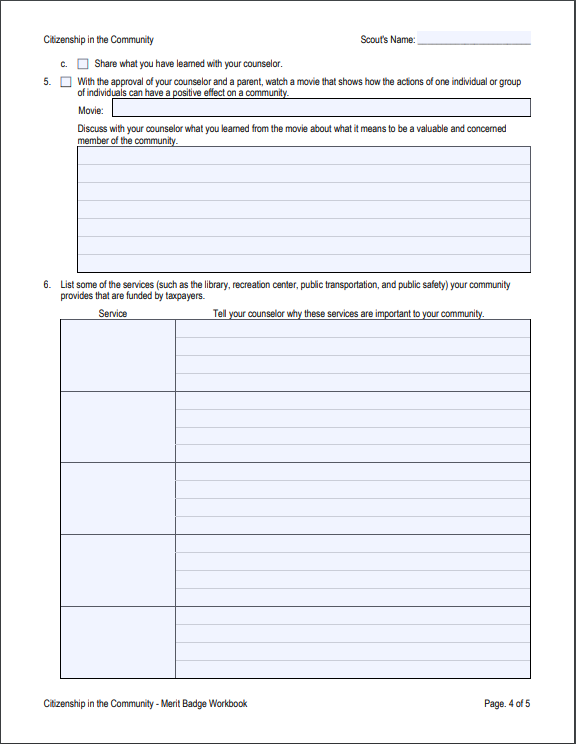 Citizenship in the Community Scout's Name: ____________________
c. Share what you have learned with your counselor.
5. With the approval of your counselor and a parent, watch a movie that shows how the actions of one individual or group
of individuals can have a positive effect on a community.
Movie:
Discuss with your counselor what you learned from the movie about what it means to be a valuable and concerned
member of the community.
6. List some of the services (such as the library, recreation center, public transportation, and public safety) your community
provides that are funded by taxpayers.
Service Tell your counselor why these services are important to your community.
Citizenship in the Community - Merit Badge Workbook Page. 4 of 5